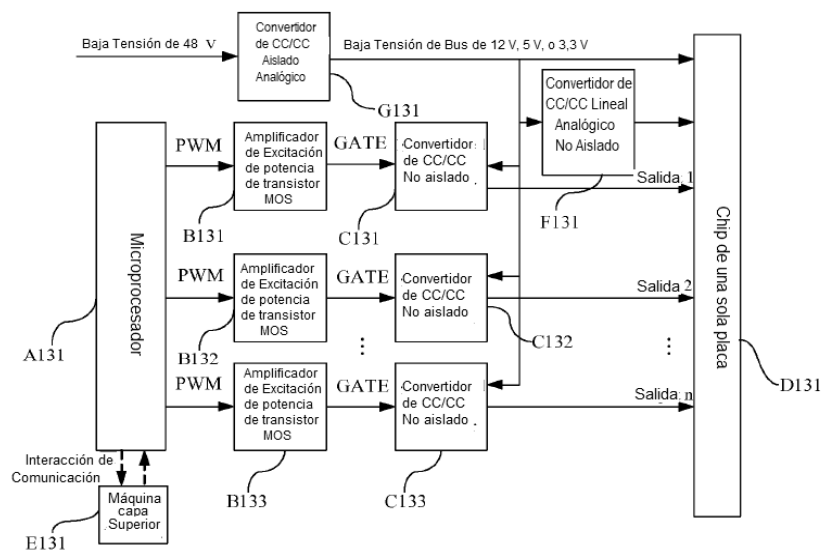 Baja Tensión de 48 V
Convertidor
de CC/CC
Aislado
Analógico
Baja Tensión de Bus de 12 V, 5 V, o 3,3 V
G131
Convertidor de
CC/CC Lineal
Analógico
No Aislado
F131
Microprocesador
A131
PWM
Amplificador
de Excitación
de potencia
de transistor
MOS
B131
GATE
Convertidor
de CC/CC
No aislado
C131
Salida 1
PWM
Amplificador
de Excitación
de potencia
de transistor
MOS
B132
GATE
Convertidor
de CC/CC
No aislado
C132
Salida 2
PWM
Amplificador
de Excitación
de potencia
de transistor
MOS
B133
GATE
Convertidor
de CC/CC
No aislado
C133
Salida n
Chip de una sola placa
D131
Interacción de
Comunicación
Máquina
capa
Superior
E131